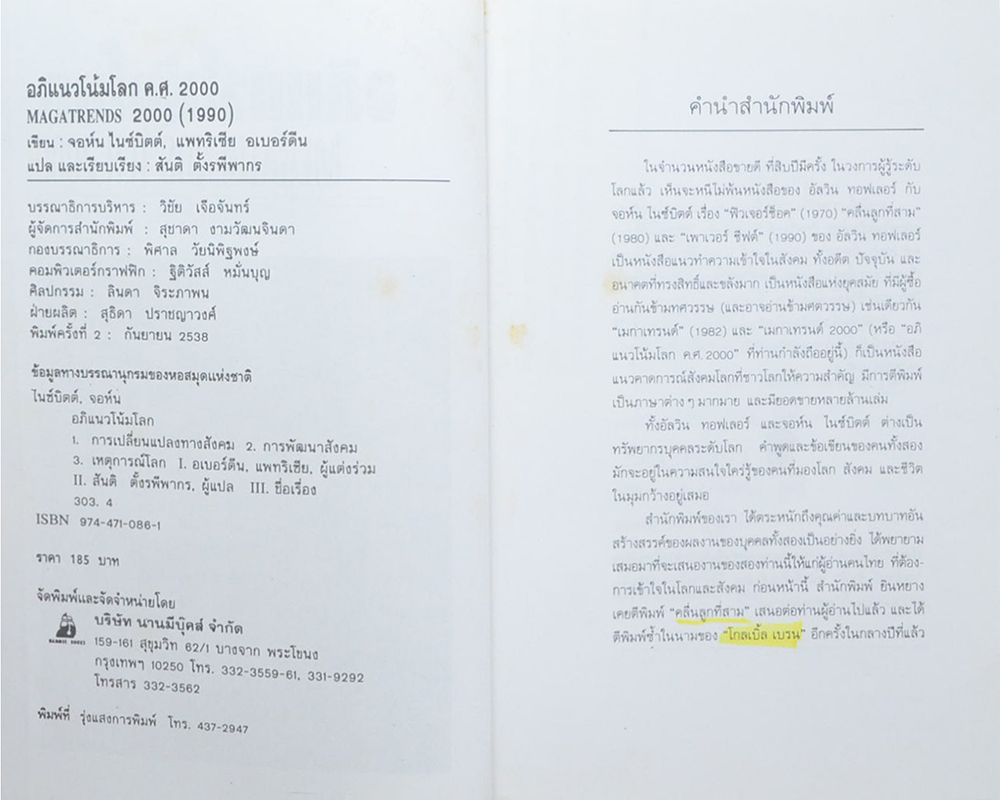 อภิแนวโน้มโลก ค.ศ. 2000
MAGATRENDS 2000 (1990)
เขียน : จอห์น ไนซ์บิตต์, แพทริเซีย อเบอร์ดีน
แปล และเรียบเรียง : สันติ ตั้งรพีพากร
บรรณาธิการบริหาร : วิชัย เจือจันทร์
ผู้จัดการสำนักพิมพ์ : สุชาดา งามวัฒนจินดา
กองบรรณาธิการ : พิศาล วัยนิพิฐพงษ์
คอมพิวเตอร์กราฟฟิก : ฐิติวัสส์ หมั่นบุญ
ศิลปกรรม : ลินดา จิระภาพน
ฝ่ายผลิต : สุธิดา ปราชญาวงศ์
พิมพ์ครั้งที่ 2 : กันยายน 2538
ข้อมูลทางบรรณานุกรมของหอสมุดแห่งชาติ
ไนซ์บิตต์, จอห์น
อภิแนวโน้มโลก
1. การเปลี่ยนแปลงทางสังคม 2. การพัฒนาสังคม
3. เหตุการณ์โลก I. อเบอร์ดีน, แพทริเซีย, ผู้แต่งร่วม
II. สันติ ตั้งรพีพากร, ผู้แปล III. ชื่อเรื่อง
303. 4
ISBN 974-471-086-1
ราคา 185 บาท
จัดพิมพ์และจัดจำหน่ายโดย
บริษัท นานมีบุ๊คส์ จำกัด
NANMEE BOOKS
159-161 สุขุมวิท 62/1 บางจาก พระโขนง
กรุงเทพฯ 10250 โทร. 332-3559-61, 331-9292
โทรสาร 332-3562
พิมพ์ที่ รุ่งแสงการพิมพ์ โทร. 437-2947
คำนำสำนักพิมพ์
ในจำนวนหนังสือขายดี ที่สิบปีมีครั้ง ในวงการผู้รู้ระดับ
โลกแล้ว เห็นจะหนีไม่พ้นหนังสือของ อัลวิน ทอฟเลอร์ กับ
จอห์น ไนซ์บิตต์ เรื่อง "ฟิวเจอร์ช็อค" (1970) "คลื่นลูกที่สาม"
(1980) และ "เพาเวอร์ ชีฟต์" (1990) ของ อัลวิน ทอฟเลอร์
เป็นหนังสือแนวทำความเข้าใจในสังคม ทั้งอดีต ปัจจุบัน และ
อนาคตที่ทรงสิทธิ์และขลังมาก เป็นหนังสือแห่งยุคสมัย ที่มีผู้ซื้อ
อ่านกันข้ามทศวรรษ (และอาจอ่านข้ามศตวรรษ) เช่นเดียวกัน
"เมกาเทรนด์" (1982) และ "เมกาเทรนด์ 2000" (หรือ "อภิ
แนวโน้มโลก ค.ศ. 2000" ที่ท่านกำลังถืออยู่นี้) ก็เป็นหนังสือ
แนวคาดการณ์สังคมโลกที่ชาวโลกให้ความสำคัญ มีการตีพิมพ์
เป็นภาษาต่าง ๆ มากมาย และมียอดขายหลายล้านเล่ม
ทั้งอัลวิน ทอฟเลอร์ และจอห์น ไนซ์บิตต์ ต่างเป็น
ทรัพยากรบุคคลระดับโลก คำพูดและข้อเขียนของคนทั้งสอง
มักจะอยู่ในความสนใจใคร่รู้ของคนที่มองโลก สังคม และชีวิต
ในมุมกว้างอยู่เสมอ
สำนักพิมพ์ของเรา ได้ตระหนักถึงคุณค่าและบทบาทอัน
สร้างสรรค์ของผลงานของบุคคลทั้งสองเป็นอย่างยิ่ง ได้พยายาม
เสมอมาที่จะเสนองานของสองท่านนี้ให้แก่ผู้อ่านคนไทย ที่ต้อง-
การเข้าใจในโลกและสังคม ก่อนหน้านี้ สำนักพิมพ์ ยินหยาง
เคยตีพิมพ์ "คลื่นลูกที่สาม" เสนอต่อท่านผู้อ่านไปแล้ว และได้
ตีพิมพ์ซ้ำในนามของ "โกลเบิ้ล เบรน" อีกครั้งในกลางปีที่แล้ว